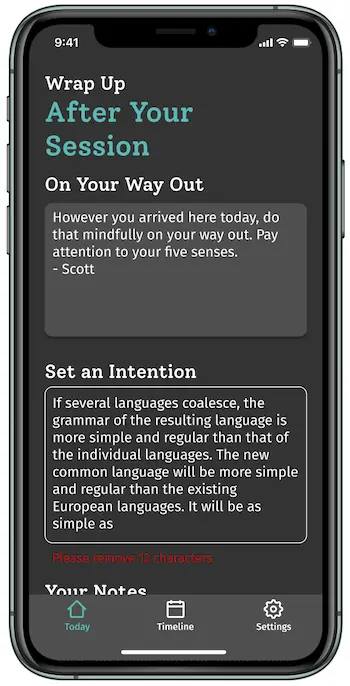 9:41
Wrap Up
After Your
Session
On Your Way Out
However you arrived here today, do
that mindfully on your way out. Pay
attention to your five senses.
- Scott
Set an Intention
If several languages coalesce, the
grammar of the resulting language is
more simple and regular than that of
the individual languages. The new
common language will be more simple
and regular than the existing
European languages. It will be as
simple as
Please remove 12 characters
Your Notes
Today
Timeline
Settings